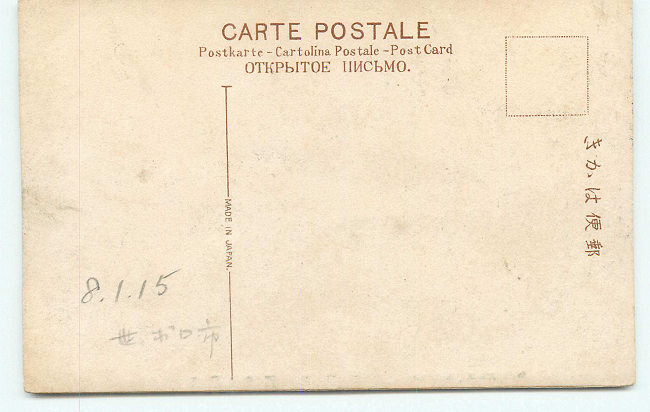 CARTE POSTALE
Postkarte - Cartolina Postale - Post Card
ОТКРЫТОЕ ПИСЬМО.
きかは便郵
MADE IN JAPAN.
8.1.15
世 ボロ市